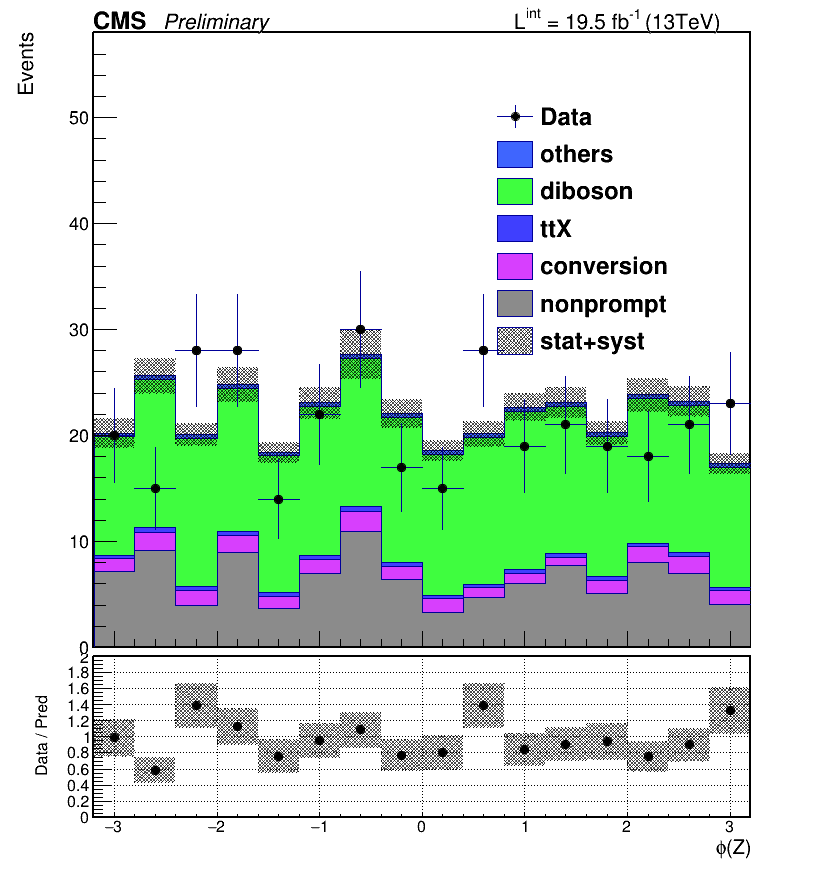 CMS Preliminary L^int = 19.5 fb^-1 (13TeV)
Events
50
40
30
20
10
0
Data
others
diboson
ttX
conversion
nonprompt
stat+syst
Data / Pred
2
1.8
1.6
1.4
1.2
1
0.8
0.6
0.4
0.2
0
−3 −2 −1 0 1 2 3
ϕ(Z)